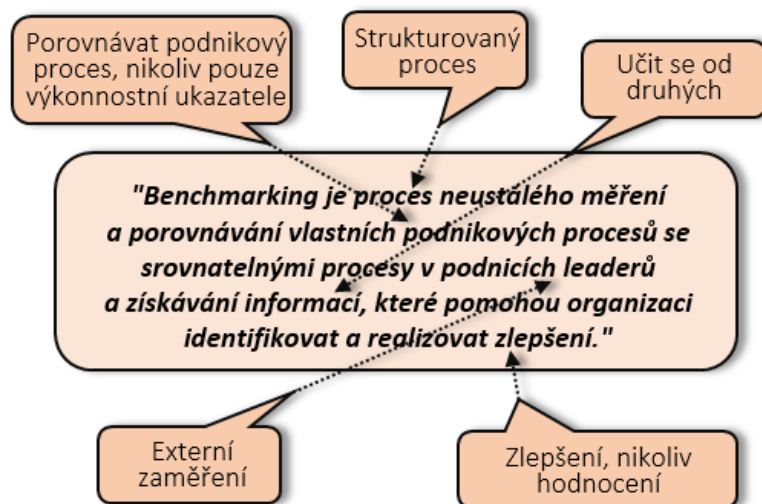 Porovnávat podnikový
proces, nikoliv pouze
výkonnostní ukazatele
Strukturovaný
proces
Učit se od
druhých
"Benchmarking je proces neustálého měření
a porovnávání vlastních podnikových procesů se
srovnatelnými procesy v podnicích leaderů
a získávání informací, které pomohou organizaci
identifikovat a realizovat zlepšení."
Externí
zaměření
Zlepšení, nikoliv
hodnocení